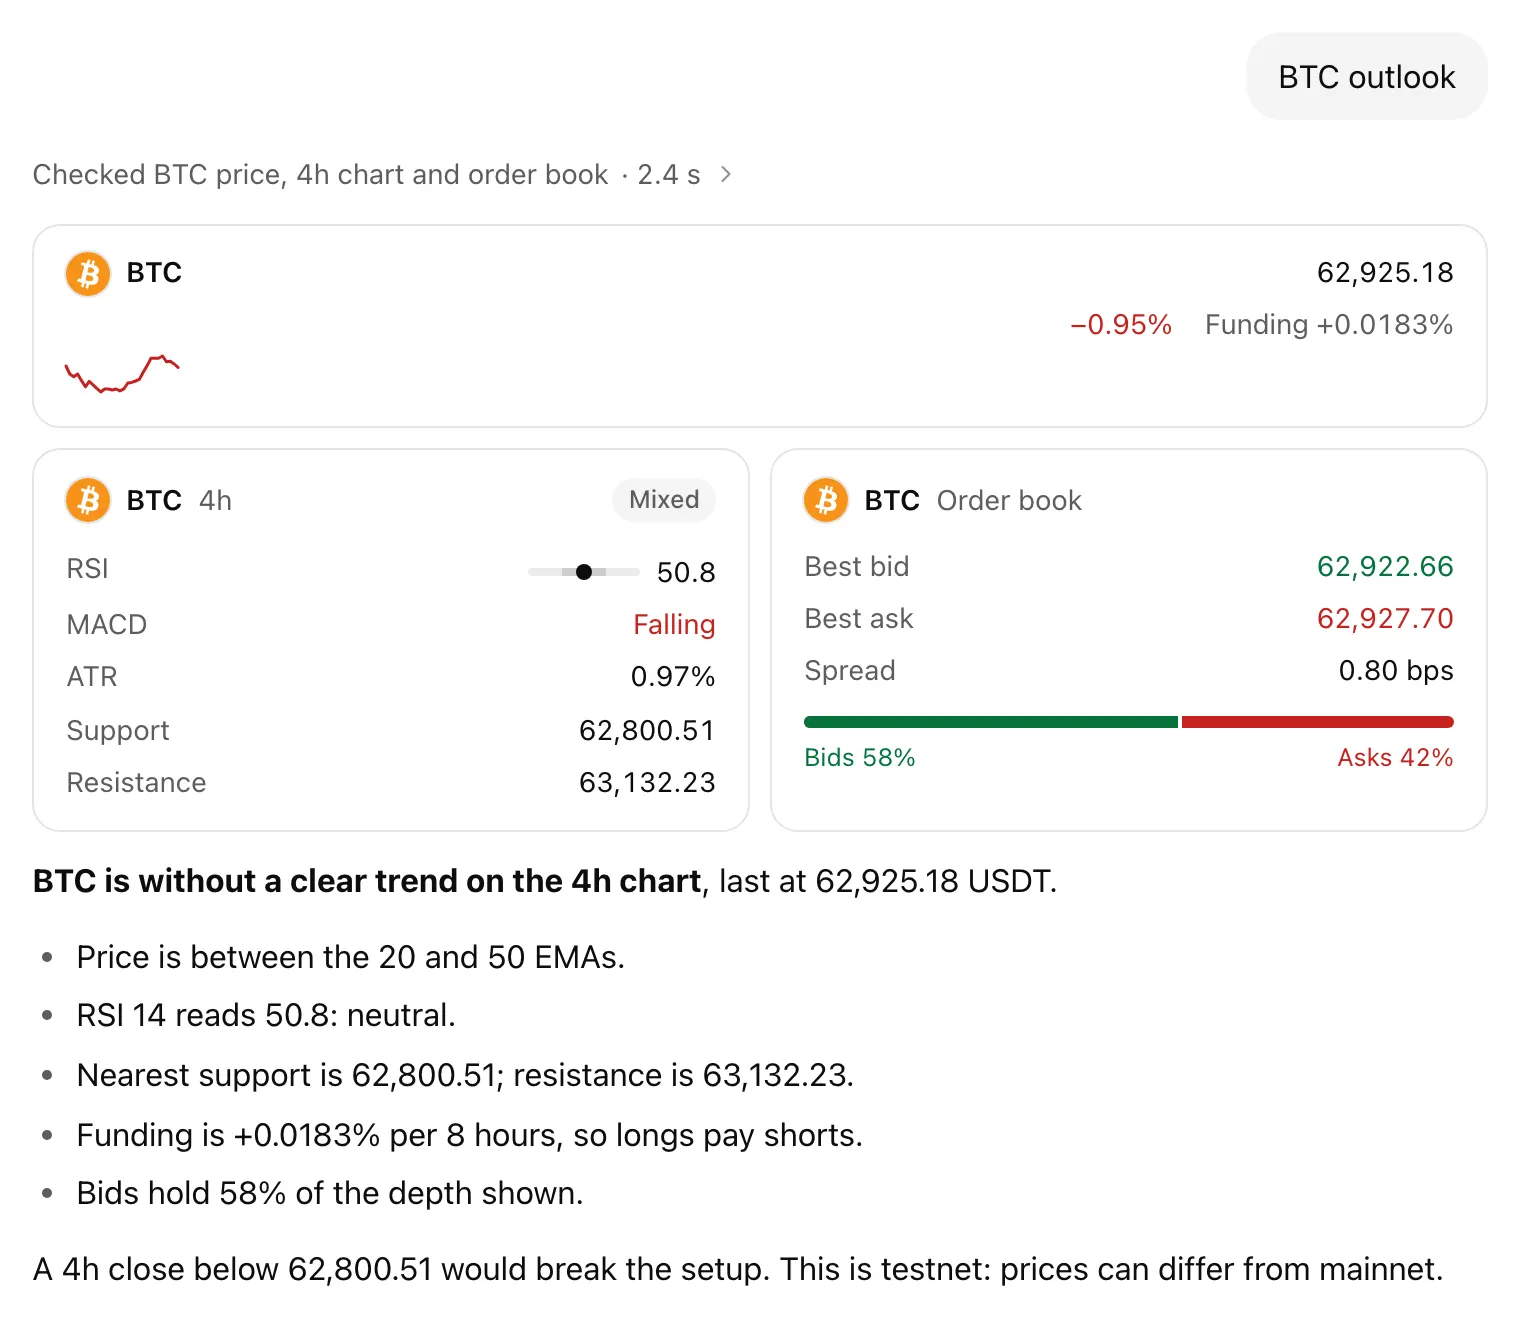 BTC outlook
Checked BTC price, 4h chart and order book · 2.4 s
BTC
62,925.18
−0.95% Funding +0.0183%
BTC 4h
Mixed
RSI
50.8
MACD
Falling
ATR
0.97%
Support
62,800.51
Resistance
63,132.23
BTC Order book
Best bid
62,922.66
Best ask
62,927.70
Spread
0.80 bps
Bids 58%
Asks 42%
BTC is without a clear trend on the 4h chart, last at 62,925.18 USDT.
• Price is between the 20 and 50 EMAs.
• RSI 14 reads 50.8: neutral.
• Nearest support is 62,800.51; resistance is 63,132.23.
• Funding is +0.0183% per 8 hours, so longs pay shorts.
• Bids hold 58% of the depth shown.
A 4h close below 62,800.51 would break the setup. This is testnet: prices can differ from mainnet.